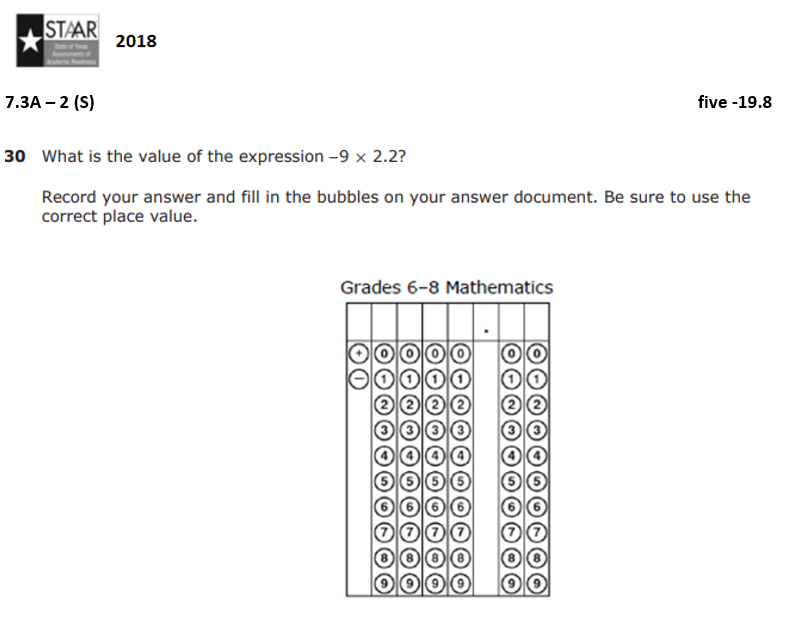 STAAR
State of Texas
Assessments of
Academic Readiness
2018
7.3A – 2 (S)
five -19.8
30 What is the value of the expression –9 × 2.2?
Record your answer and fill in the bubbles on your answer document. Be sure to use the
correct place value.
Grades 6–8 Mathematics
.
+ 0 0 0 0 0 0
− 1 1 1 1 1 1
2 2 2 2 2 2
3 3 3 3 3 3
4 4 4 4 4 4
5 5 5 5 5 5
6 6 6 6 6 6
7 7 7 7 7 7
8 8 8 8 8 8
9 9 9 9 9 9